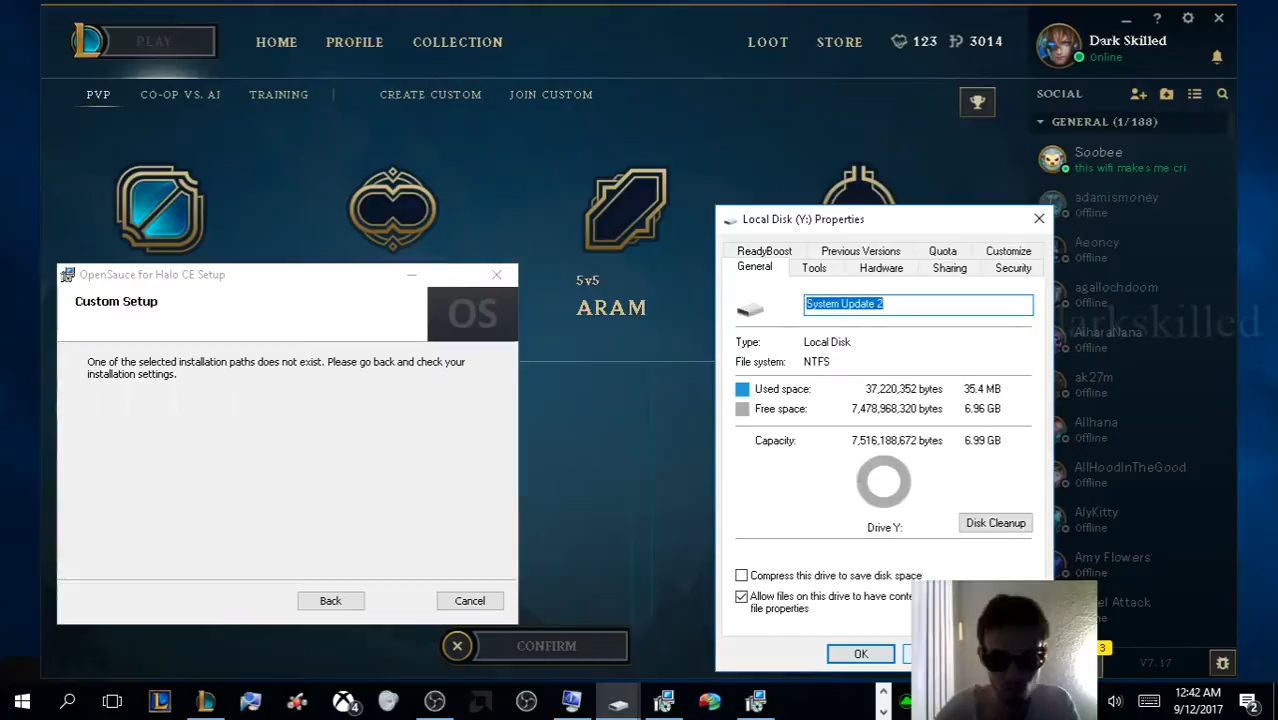 PLAY
HOME
PROFILE
COLLECTION
LOOT
STORE
123
3014
Dark Skilled
Online
PVP
CO-OP VS. AI
TRAINING
CREATE CUSTOM
JOIN CUSTOM
SOCIAL
GENERAL (1/188)
Soobee
this wifi makes me cri
adamismoney
Offline
Aeoncy
Offline
agallochdoom
Offline
AiharaNana
Offline
ak27m
Offline
Allhana
Offline
AllHoodInTheGood
Offline
AlyKitty
Offline
Amy Flowers
Offline
Attack
Offline
3
V7.17
arkskilled
5v5
ARAM
CONFIRM
OpenSauce for Halo CE Setup
Custom Setup
OS
One of the selected installation paths does not exist. Please go back and check your
installation settings.
Back
Cancel
Local Disk (Y:) Properties
ReadyBoost
Previous Versions
Quota
Customize
General
Tools
Hardware
Sharing
Security
System Update 2
Type: Local Disk
File system: NTFS
Used space: 37,220,352 bytes 35.4 MB
Free space: 7,478,968,320 bytes 6.96 GB
Capacity: 7,516,188,672 bytes 6.99 GB
Drive Y:
Disk Cleanup
Compress this drive to save disk space
Allow files on this drive to have
file properties
OK
4
12:42 AM
9/12/2017
2